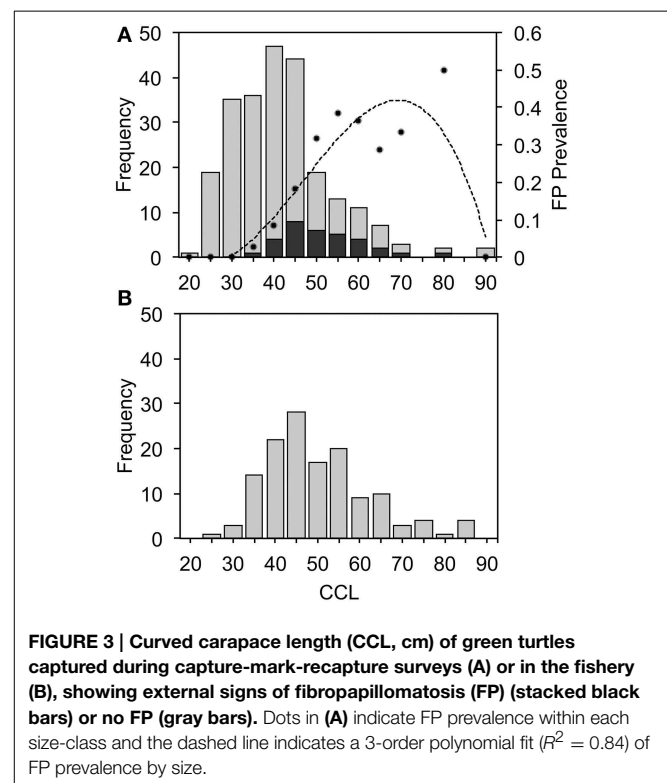 A
50
40
30
20
10
0
Frequency
0.6
0.5
0.4
0.3
0.2
0.1
0
FP Prevalence
20 30 40 50 60 70 80 90
B
50
40
30
20
10
0
Frequency
20 30 40 50 60 70 80 90
CCL
FIGURE 3 | Curved carapace length (CCL, cm) of green turtles
captured during capture-mark-recapture surveys (A) or in the fishery
(B), showing external signs of fibropapillomatosis (FP) (stacked black
bars) or no FP (gray bars). Dots in (A) indicate FP prevalence within each
size-class and the dashed line indicates a 3-order polynomial fit (R² = 0.84) of
FP prevalence by size.